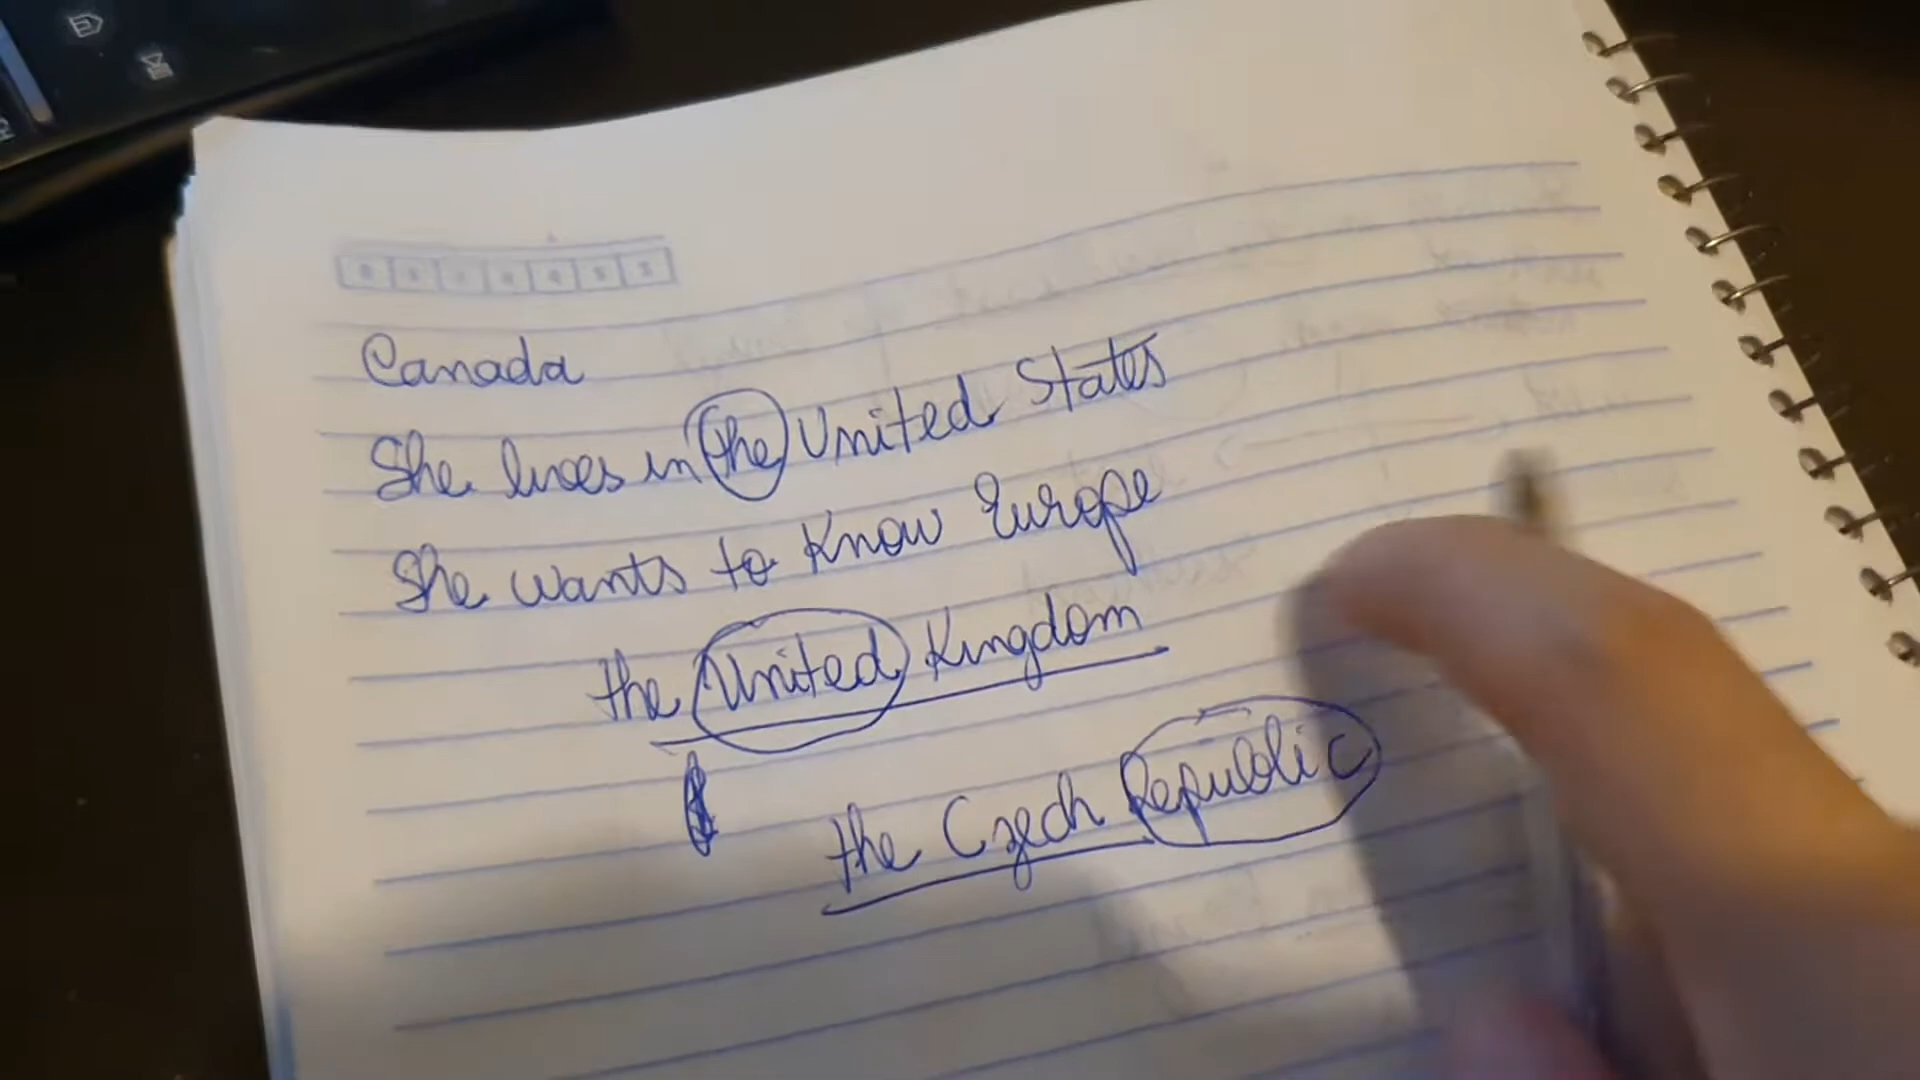 Canada
She lives in the United States
She wants to Know Europe
the United Kingdom
the Czech Republic